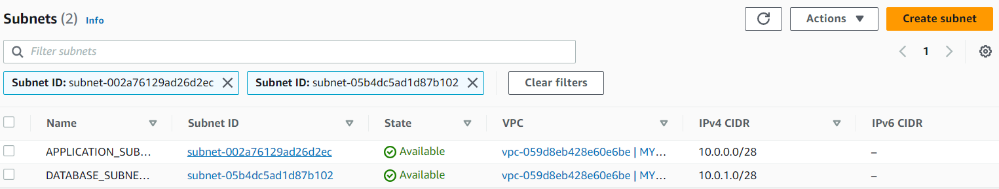 Subnets (2) Info Actions Create subnet
Filter subnets 1
Subnet ID: subnet-002a76129ad26d2ec Subnet ID: subnet-05b4dc5ad1d87b102 Clear filters
Name Subnet ID State VPC IPv4 CIDR IPv6 CIDR
APPLICATION_SUB... subnet-002a76129ad26d2ec Available vpc-059d8eb428e60e6be | MY... 10.0.0.0/28 –
DATABASE_SUBNE... subnet-05b4dc5ad1d87b102 Available vpc-059d8eb428e60e6be | MY... 10.0.1.0/28 –